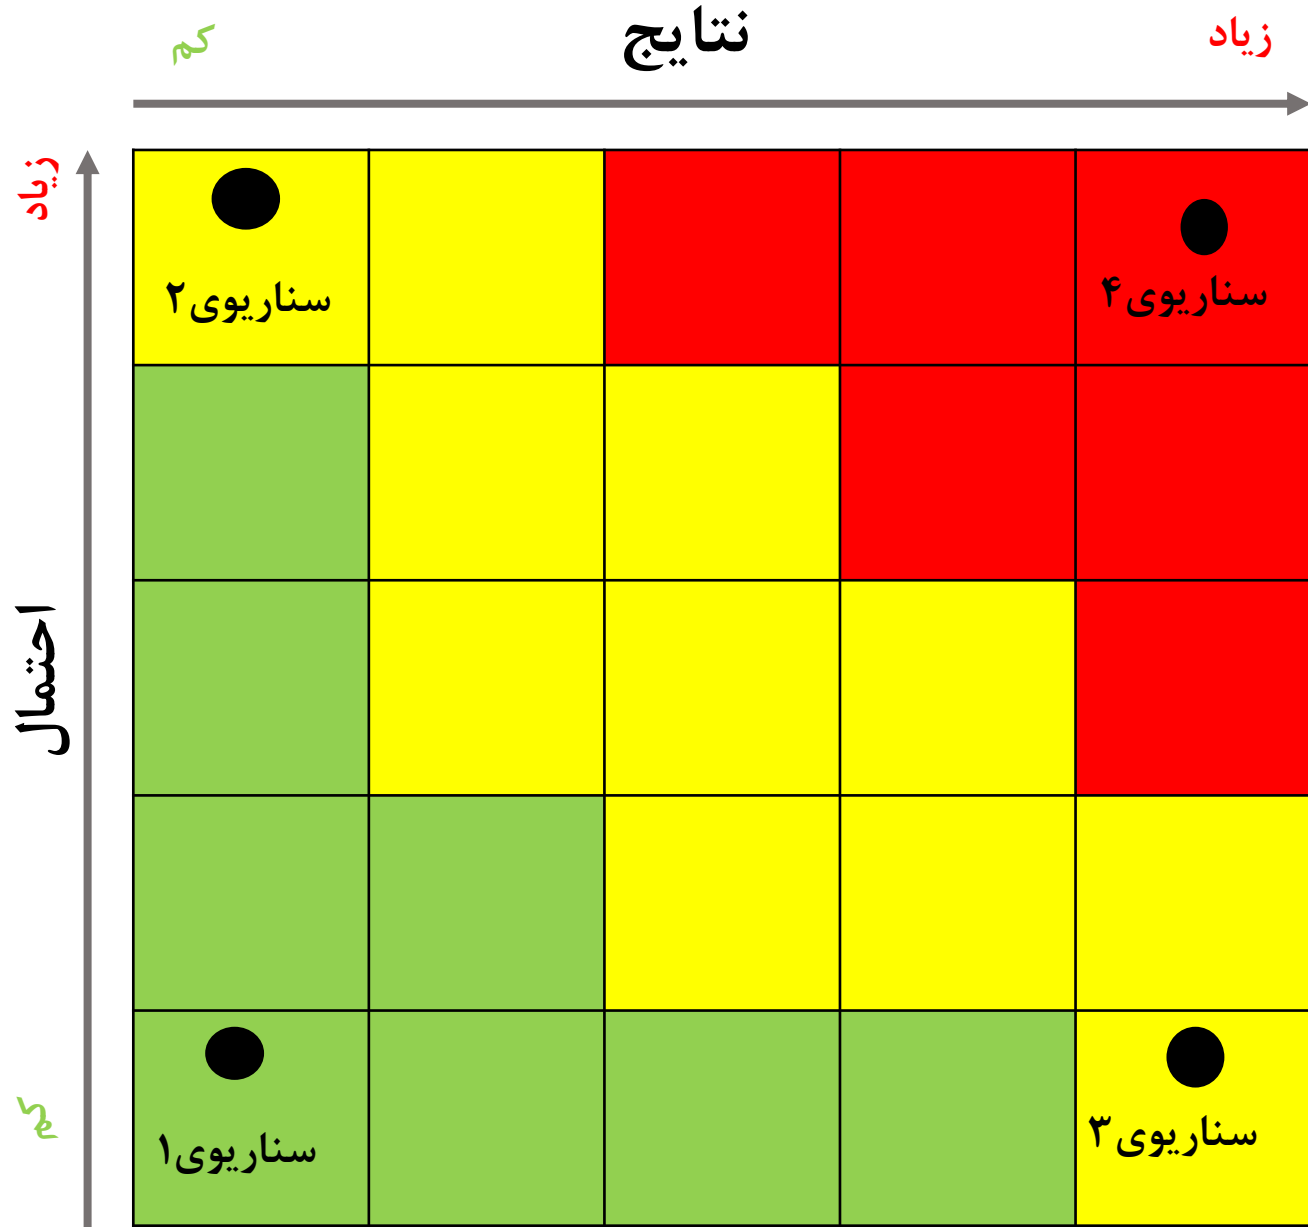 نتایج
زیاد
کم
زیاد
احتمال
کم
سناریوی۲
سناریوی۴
سناریوی۱
سناریوی۳